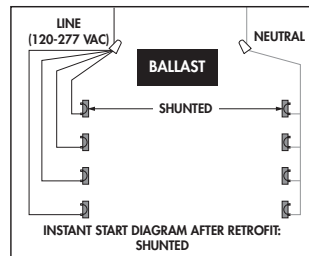 LINE
(120-277 VAC)
NEUTRAL
BALLAST
SHUNTED
INSTANT START DIAGRAM AFTER RETROFIT:
SHUNTED